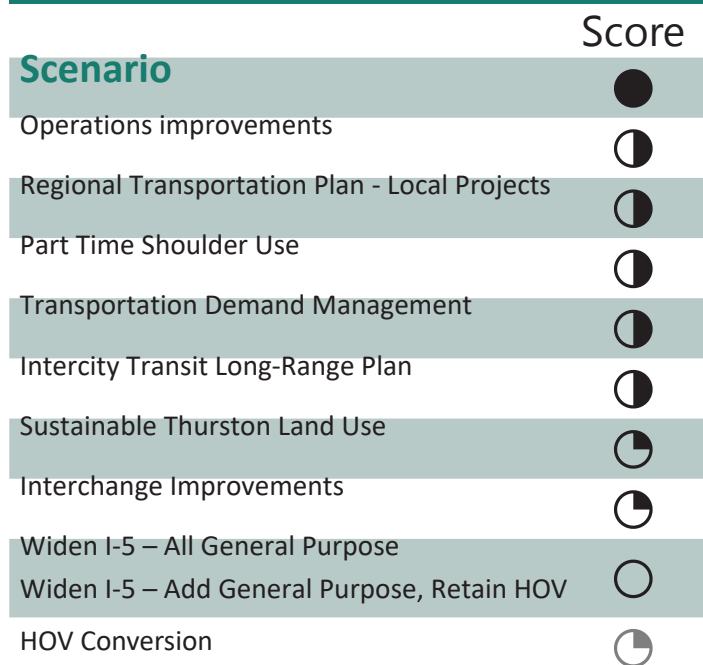 Score
Scenario
Operations improvements
Regional Transportation Plan - Local Projects
Part Time Shoulder Use
Transportation Demand Management
Intercity Transit Long-Range Plan
Sustainable Thurston Land Use
Interchange Improvements
Widen I-5 – All General Purpose
Widen I-5 – Add General Purpose, Retain HOV
HOV Conversion